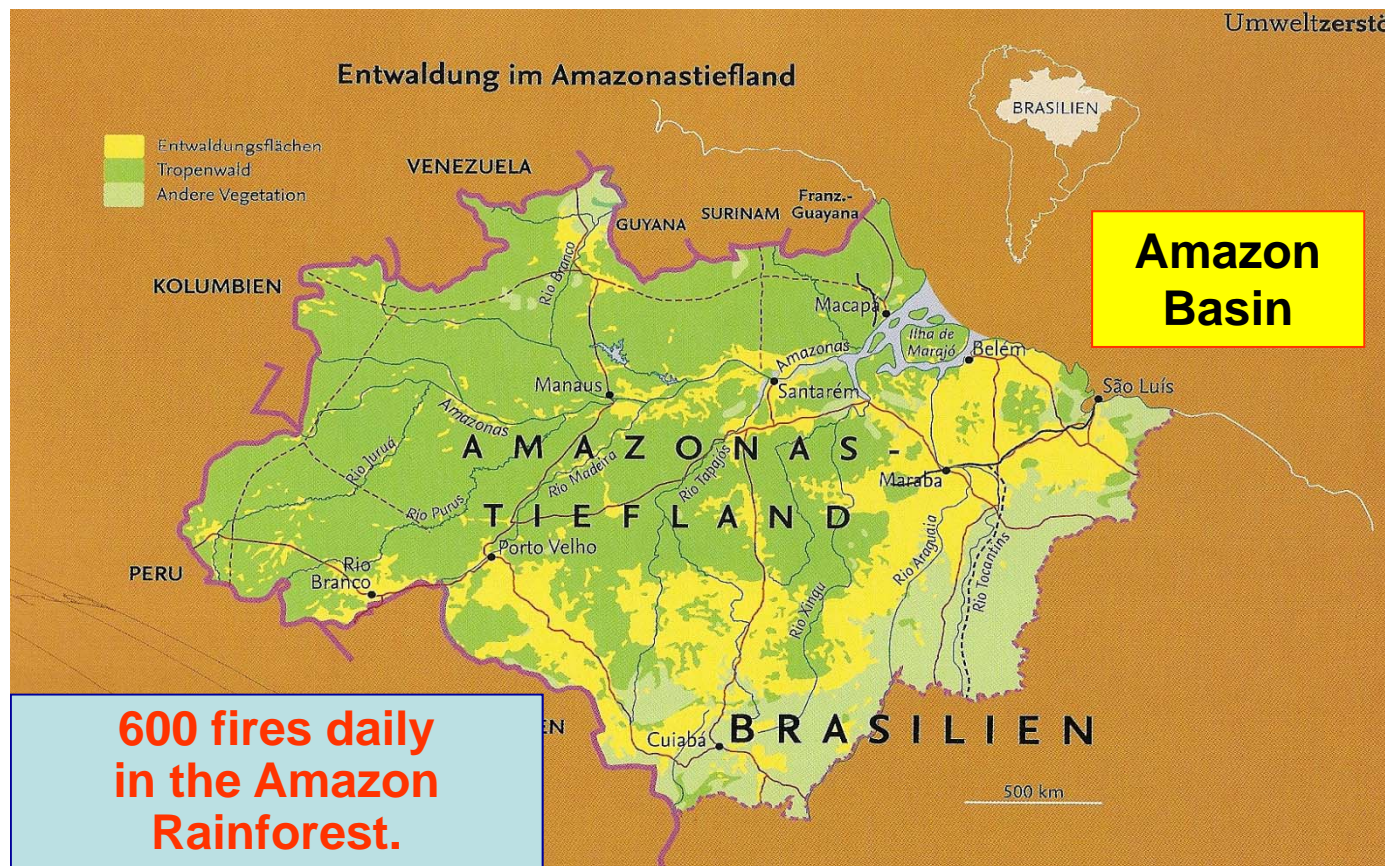 Umweltzerstö
Entwaldung im Amazonastiefland
BRASILIEN
Entwaldungsflächen
Tropenwald
Andere Vegetation
VENEZUELA
GUYANA
SURINAM
Franz.-
Guayana
Amazon
Basin
KOLUMBIEN
Rio Branco
Macapá
Ilha de
Marajó
Belém
Amazonas
Manaus
Santarém
São Luís
Amazonas
AMAZONAS-
Rio Juruá
Rio Madeira
Rio Tapajós
Maraba
Rio Purus
TIEFLAND
Porto Velho
Rio Araguaia
Rio Tocantins
PERU
Rio
Branco
Rio Xingu
EN
BRASILIEN
Cuiabá
500 km
600 fires daily
in the Amazon
Rainforest.